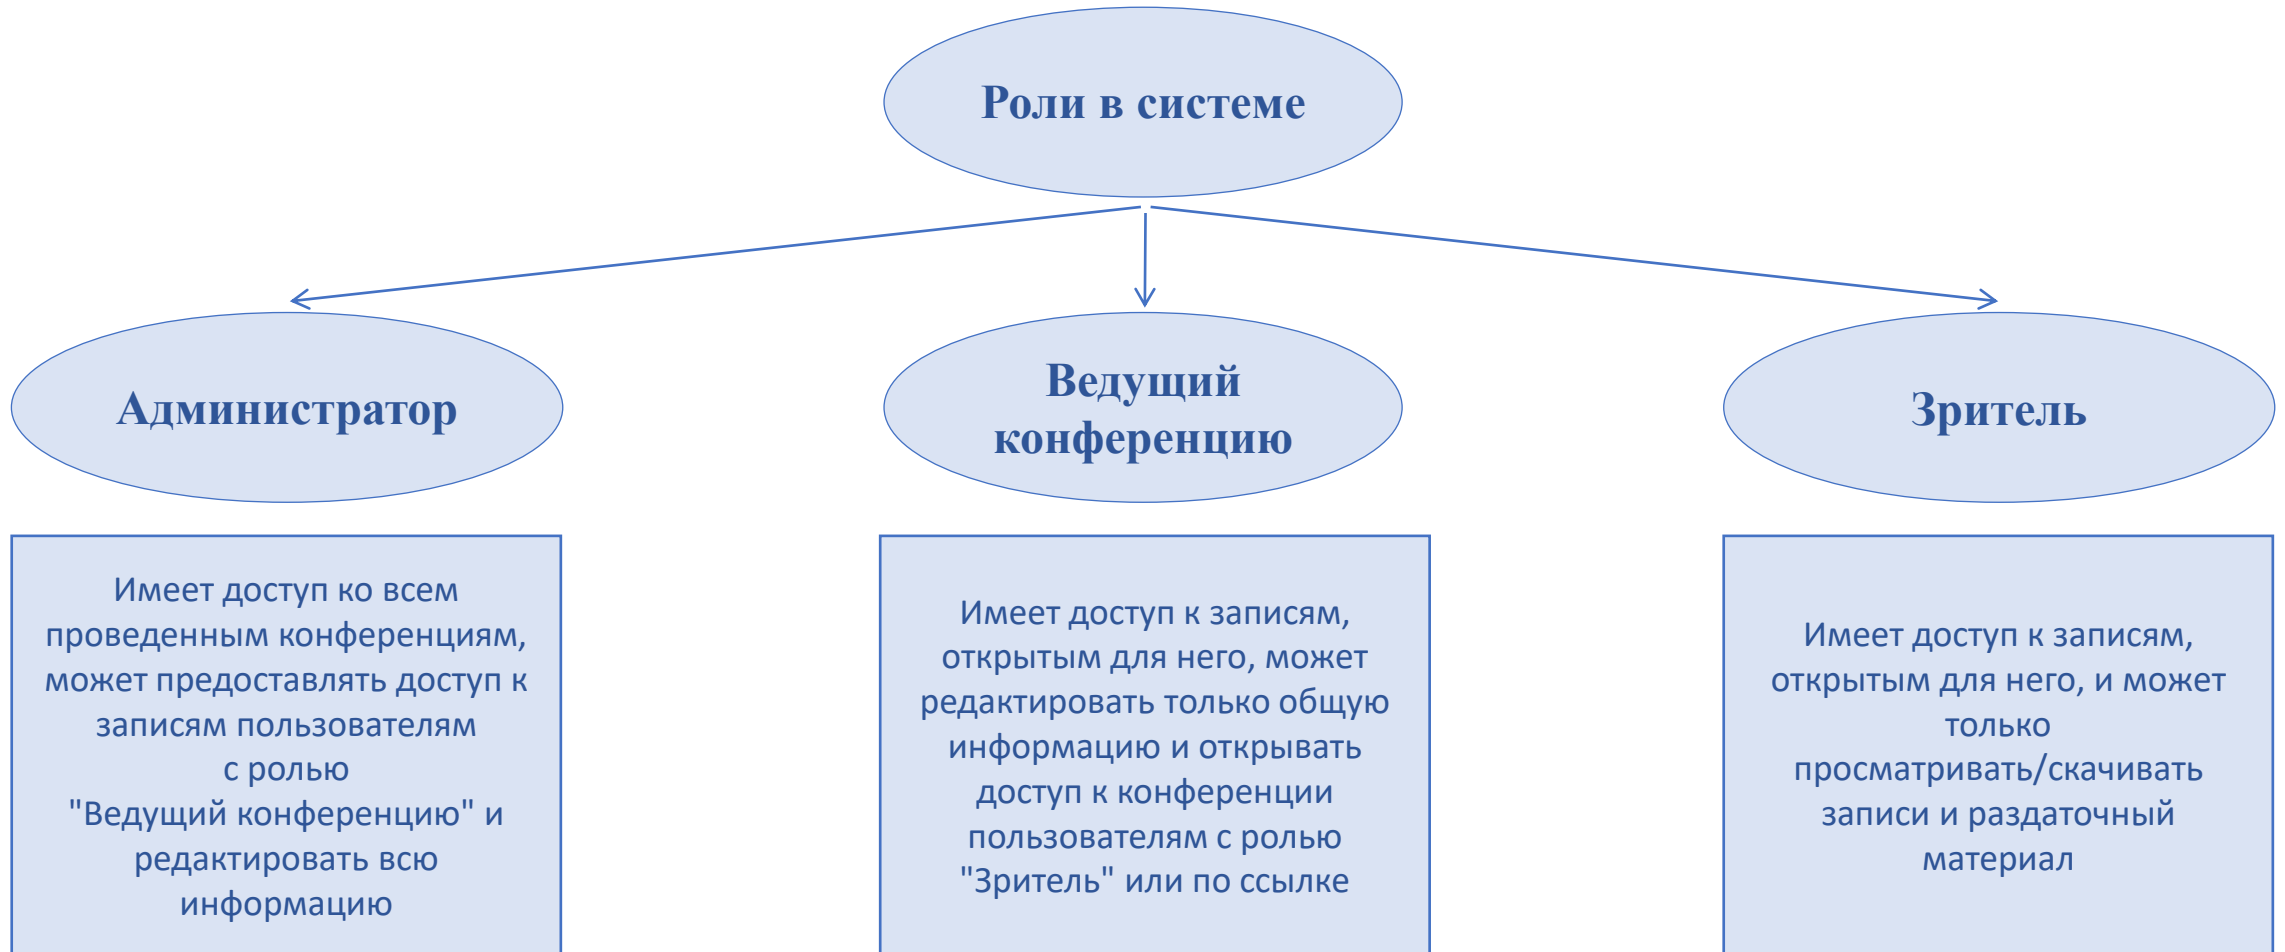 Роли в системе
Администратор
Ведущий
конференцию
Зритель
Имеет доступ ко всем
проведенным конференциям,
может предоставлять доступ к
записям пользователям
с ролью
"Ведущий конференцию" и
редактировать всю
информацию
Имеет доступ к записям,
открытым для него, может
редактировать только общую
информацию и открывать
доступ к конференции
пользователям с ролью
"Зритель" или по ссылке
Имеет доступ к записям,
открытым для него, и может
только
просматривать/скачивать
записи и раздаточный
материал